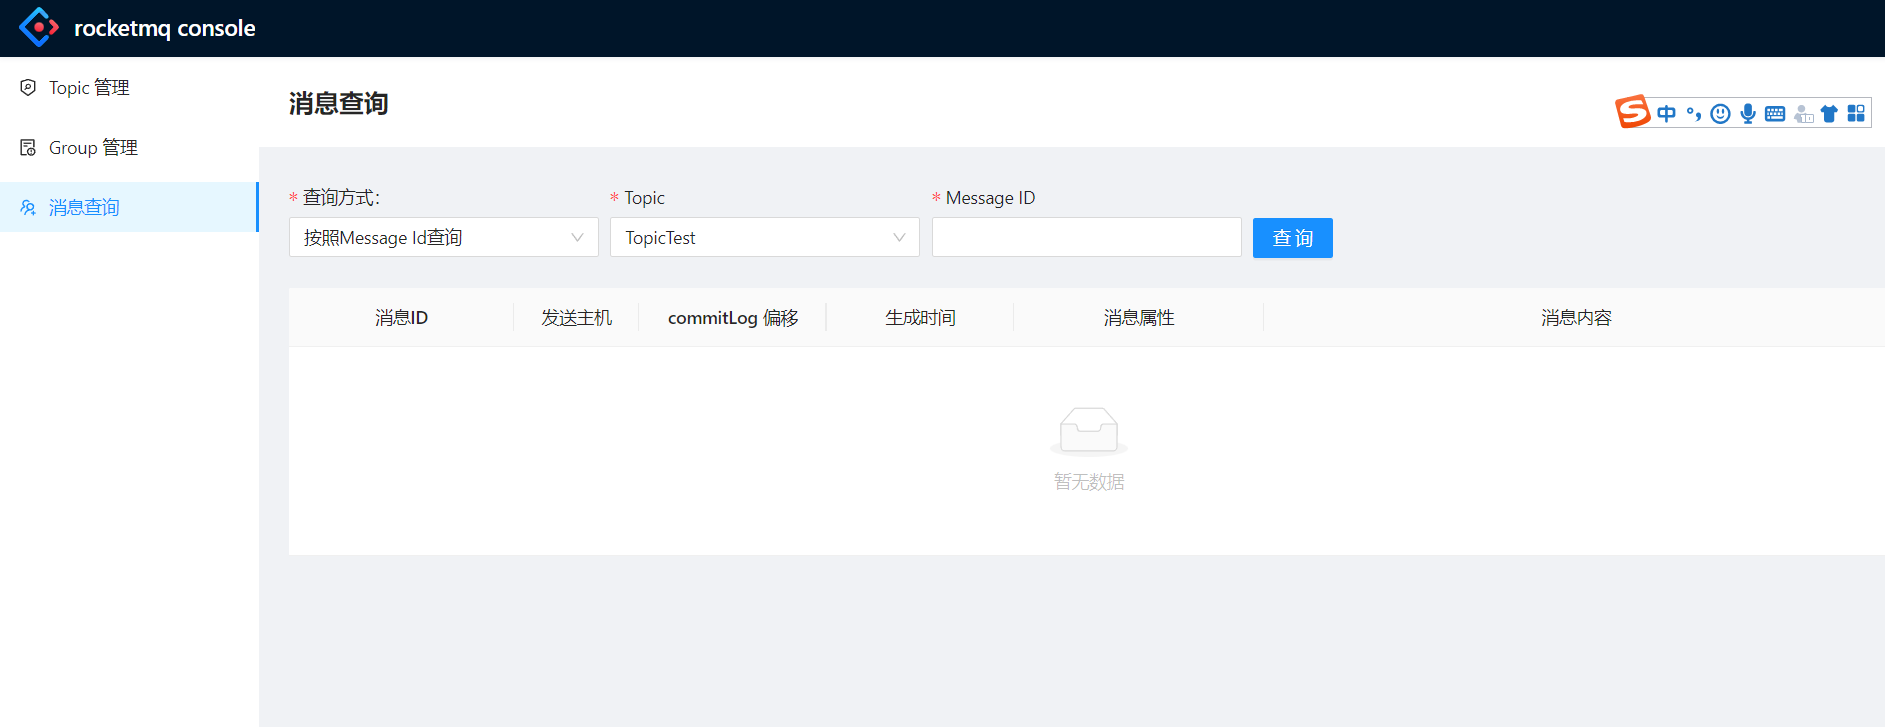 rocketmq console
Topic 管理
Group 管理
消息查询
消息查询
中
* 查询方式:
* Topic
* Message ID
按照Message Id查询
TopicTest
查 询
消息ID
发送主机
commitLog 偏移
生成时间
消息属性
消息内容
暂无数据